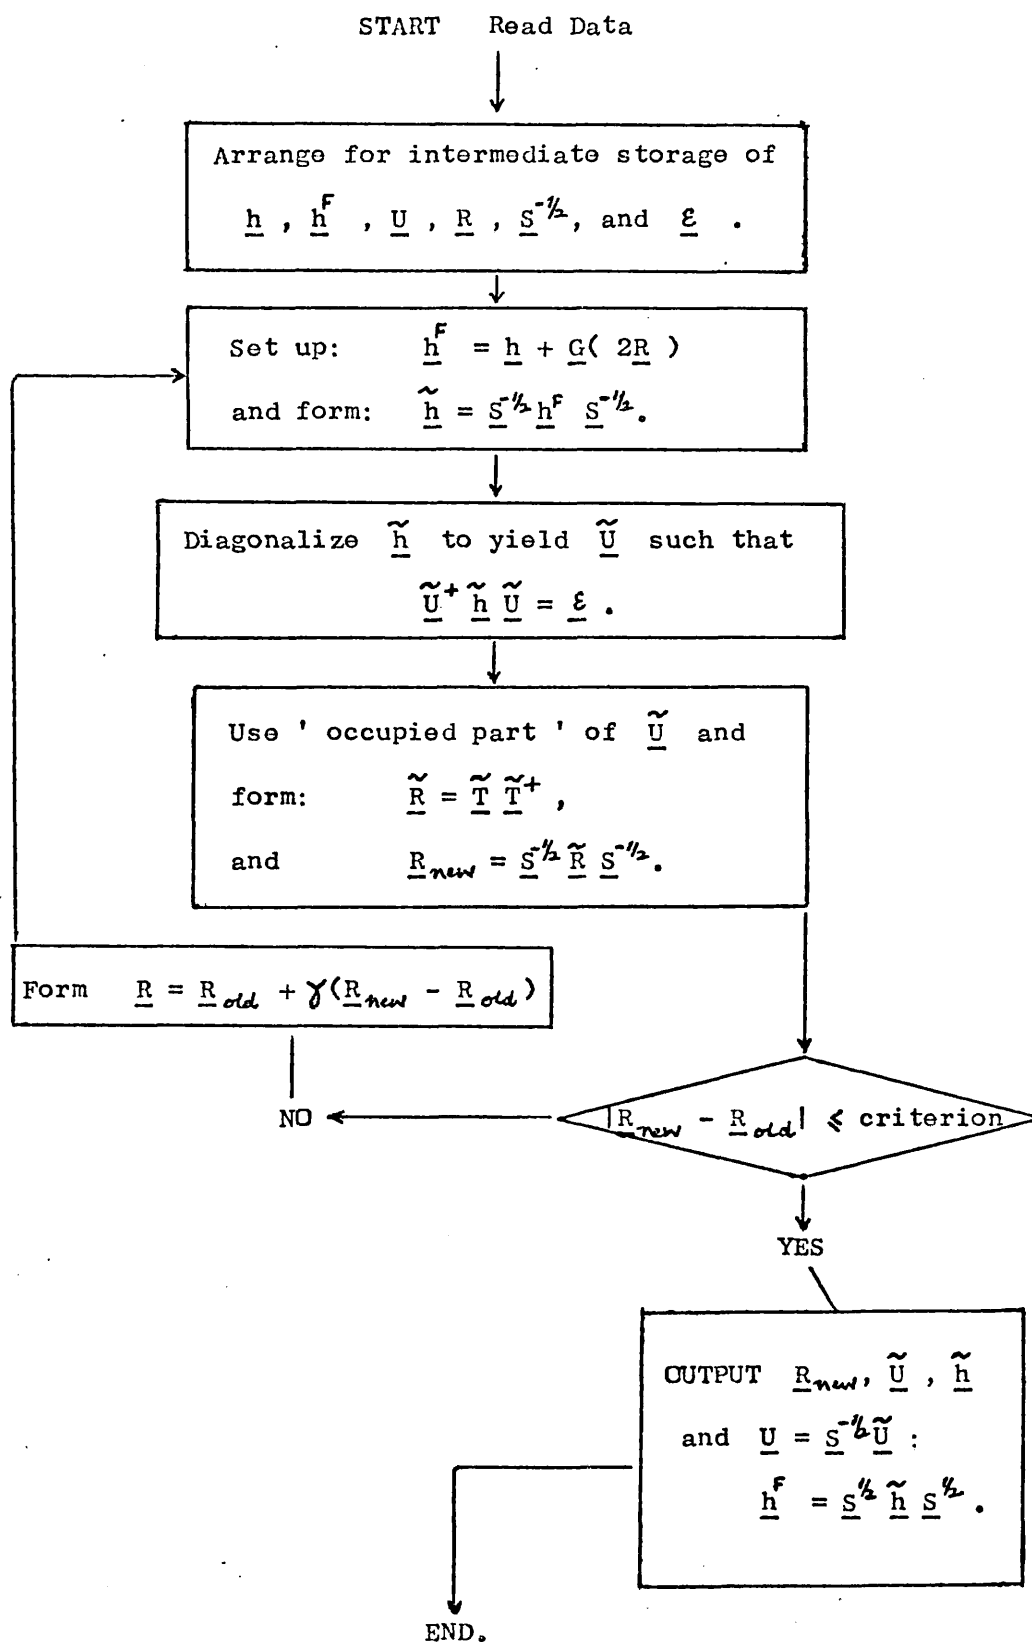 START Read Data
Arrange for intermediate storage of
h , h^F , U , R , S^-½, and ε .
Set up: h^F = h + G( 2R )
and form: h̃ = S^-½ h^F S^-½.
Diagonalize h̃ to yield Ũ such that
Ũ⁺ h̃ Ũ = ε .
Use ' occupied part ' of Ũ and
form: R̃ = T̃ T̃⁺ ,
and R_new = S^-½ R̃ S^-½.
Form R = R_old + γ(R_new - R_old)
NO
|R_new - R_old| ⩽ criterion
YES
OUTPUT R_new, Ũ , h̃
and U = S^-½ Ũ :
h^F = S^½ h̃ S^½ .
END.